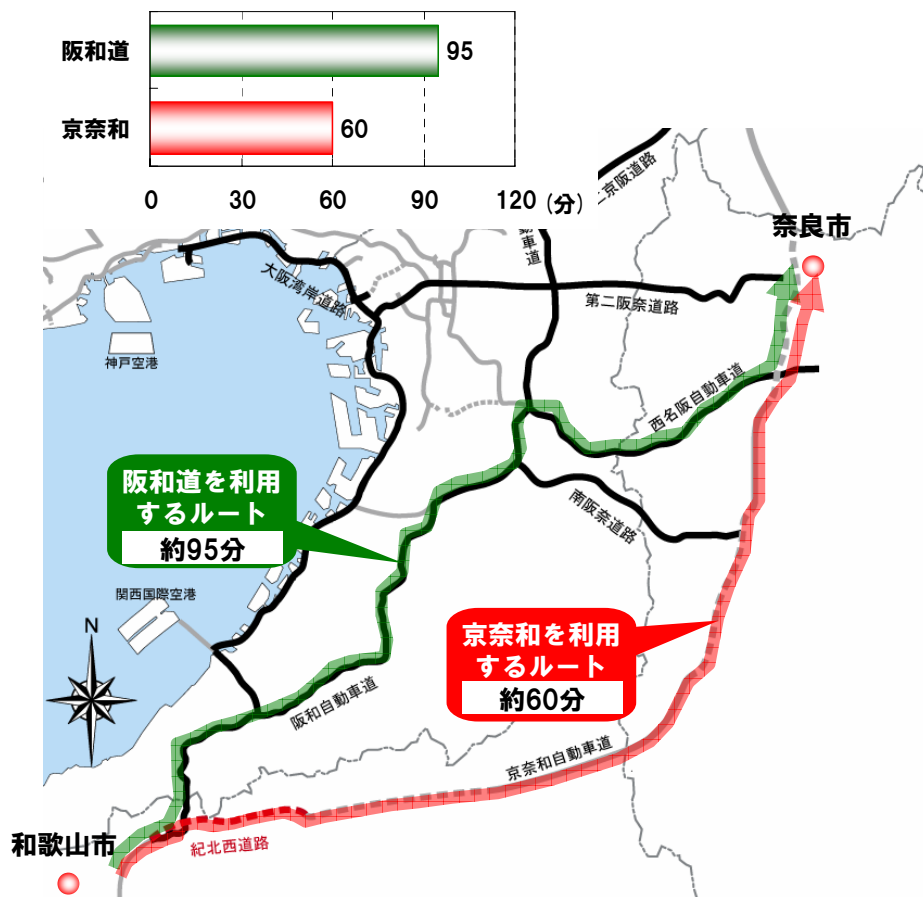 阪和道
95
京奈和
60
0 30 60 90 120 (分)
二京阪道路
動車道
奈良市
大阪湾岸道路
第二阪奈道路
神戸空港
西名阪自動車道
阪和道を利用
するルート
約95分
南阪奈道路
関西国際空港
N
京奈和を利用
するルート
約60分
阪和自動車道
京奈和自動車道
紀北西道路
和歌山市